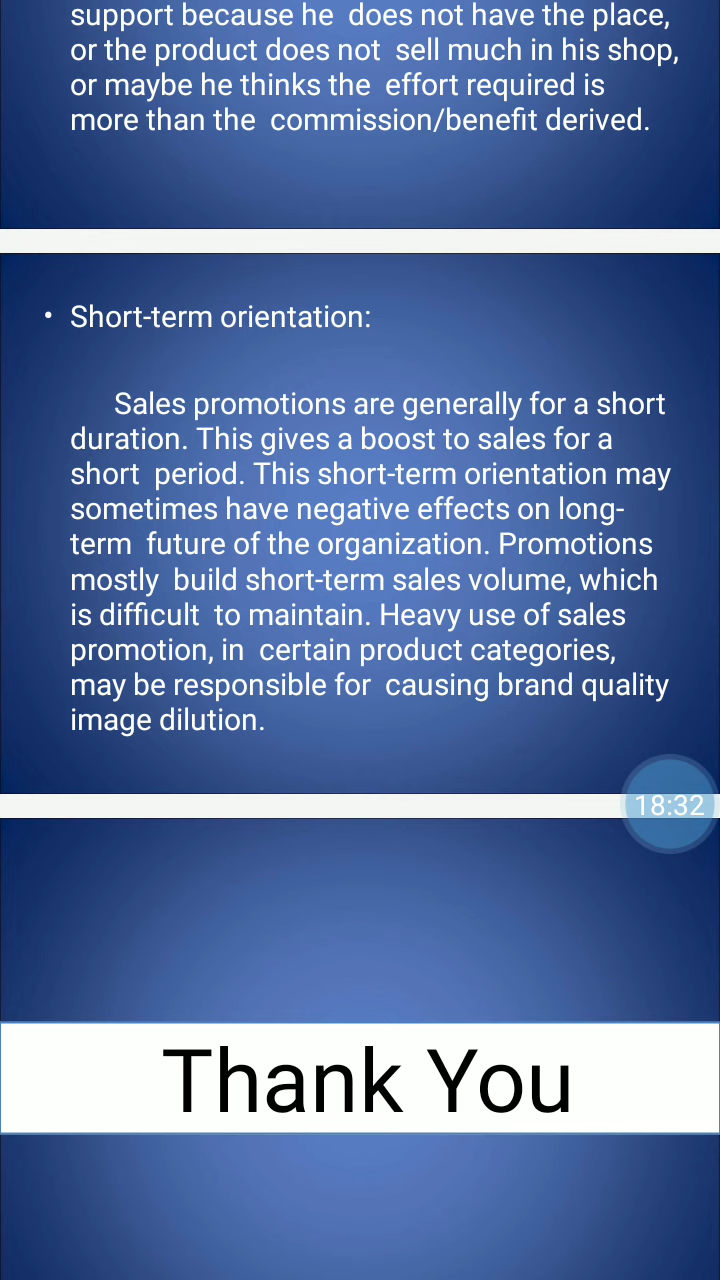 support because he does not have the place,
or the product does not sell much in his shop,
or maybe he thinks the effort required is
more than the commission/benefit derived.
• Short-term orientation:
Sales promotions are generally for a short
duration. This gives a boost to sales for a
short period. This short-term orientation may
sometimes have negative effects on long-
term future of the organization. Promotions
mostly build short-term sales volume, which
is difficult to maintain. Heavy use of sales
promotion, in certain product categories,
may be responsible for causing brand quality
image dilution.
18:32
Thank You